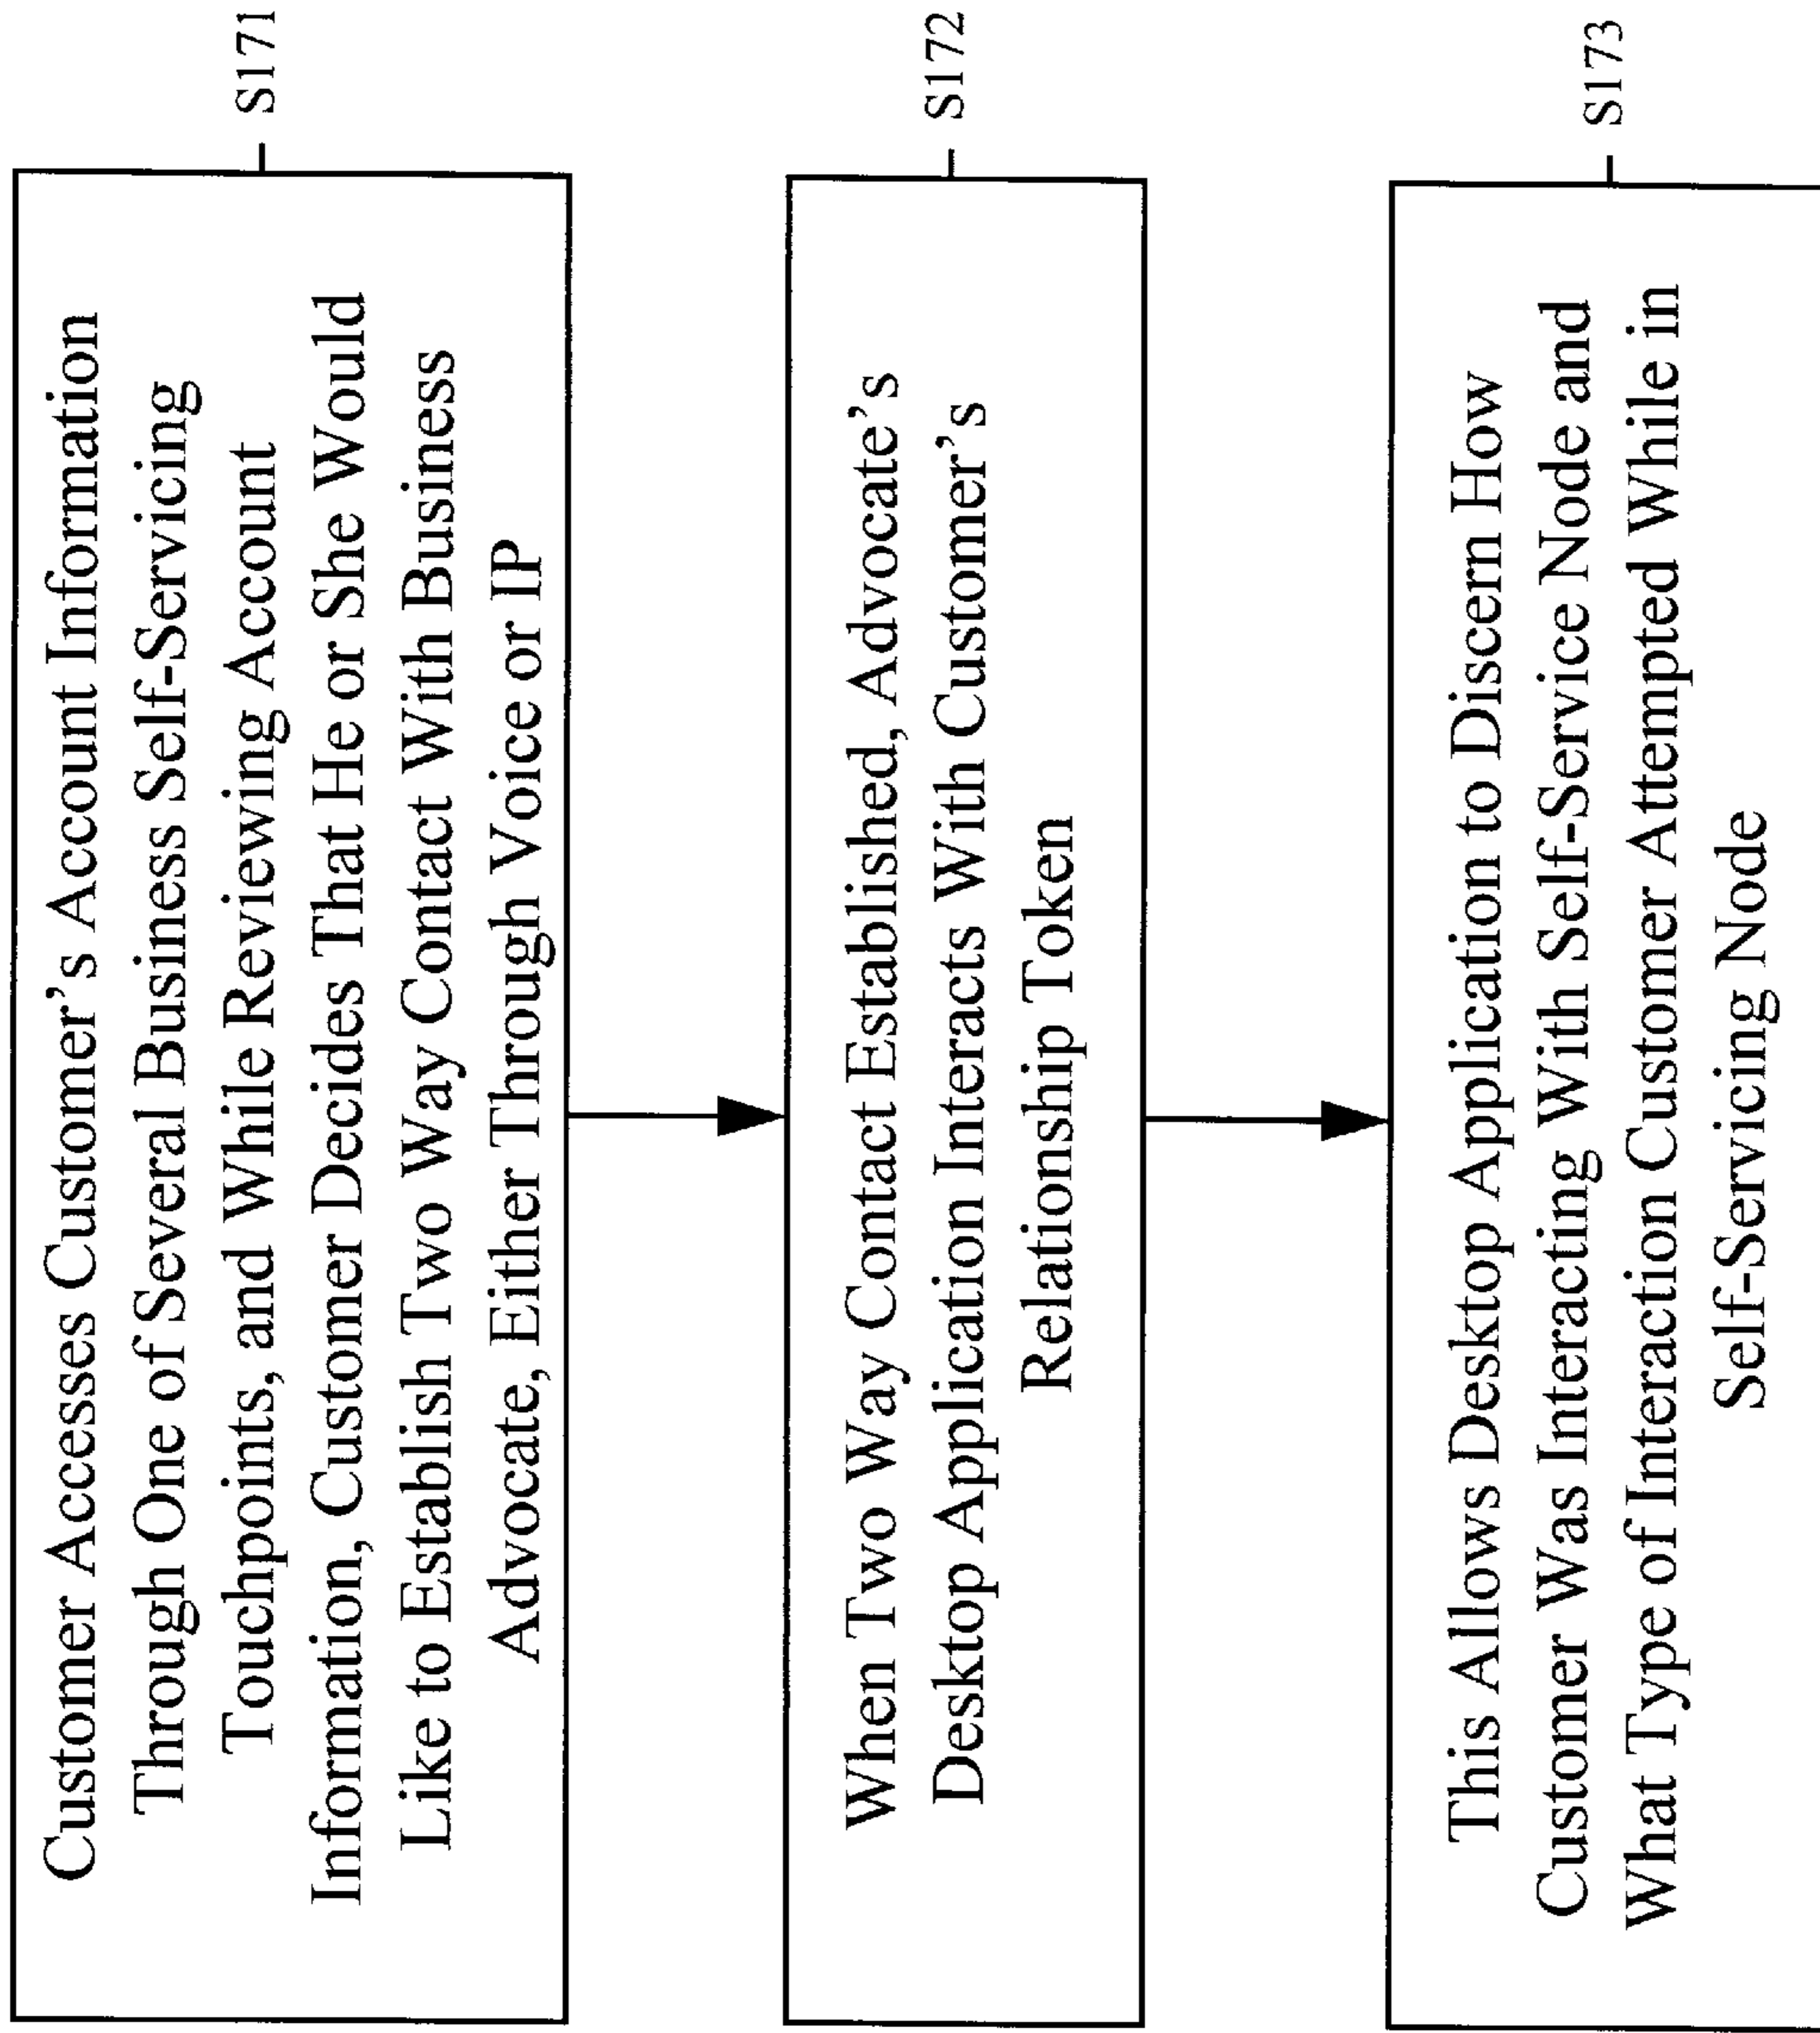 Customer Accesses Customer's Account Information
Through One of Several Business Self-Servicing
Touchpoints, and While Reviewing Account
Information, Customer Decides That He or She Would
Like to Establish Two Way Contact With Business
Advocate, Either Through Voice or IP
S171
When Two Way Contact Established, Advocate's
Desktop Application Interacts With Customer's
Relationship Token
S172
This Allows Desktop Application to Discern How
Customer Was Interacting With Self-Service Node and
What Type of Interaction Customer Attempted While in
Self-Servicing Node
S173